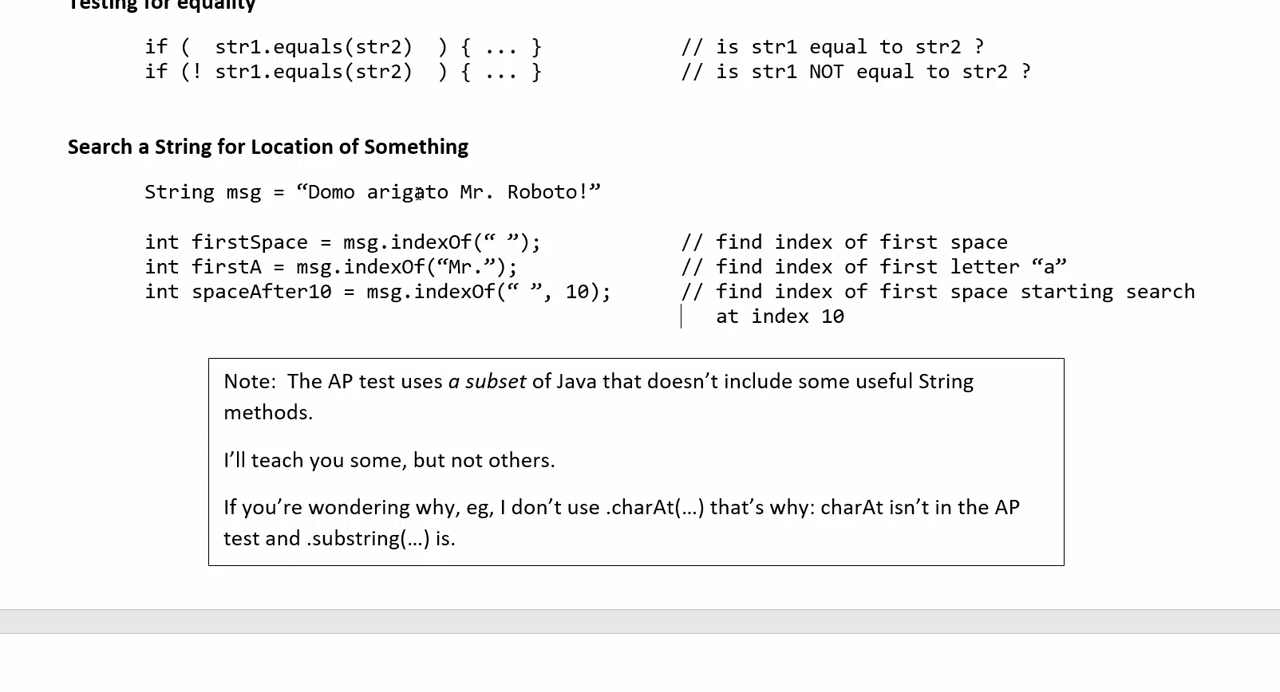 Testing for equality
if (  str1.equals(str2)  ) { ... }    // is str1 equal to str2 ?
if (! str1.equals(str2)  ) { ... }    // is str1 NOT equal to str2 ?
Search a String for Location of Something
String msg = “Domo arigato Mr. Roboto!”
int firstSpace = msg.indexOf(“ ”);    // find index of first space
int firstA = msg.indexOf(“Mr.”);    // find index of first letter “a”
int spaceAfter10 = msg.indexOf(“ ”, 10);    // find index of first space starting search
at index 10
Note:  The AP test uses a subset of Java that doesn’t include some useful String
methods.
I’ll teach you some, but not others.
If you’re wondering why, eg, I don’t use .charAt(…) that’s why: charAt isn’t in the AP
test and .substring(…) is.